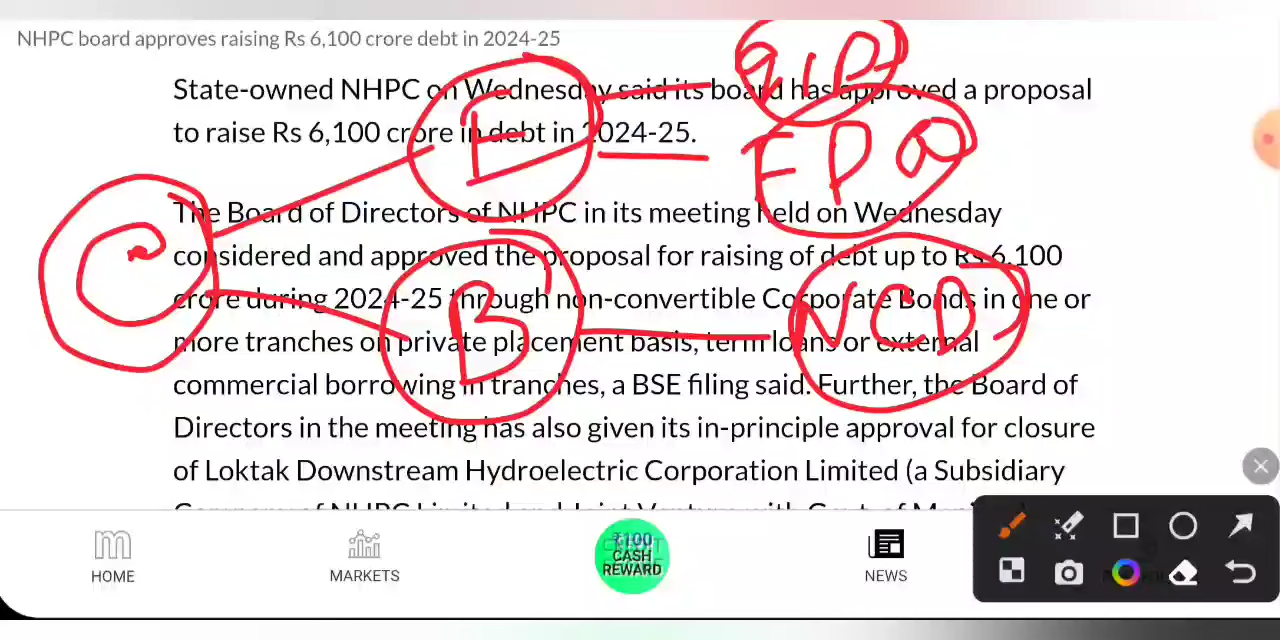 NHPC board approves raising Rs 6,100 crore debt in 2024-25
State-owned NHPC on Wednesday said its board has approved a proposal
to raise Rs 6,100 crore in debt in 2024-25.
The Board of Directors of NHPC in its meeting held on Wednesday
considered and approved the proposal for raising of debt up to Rs 6,100
crore during 2024-25 through non-convertible Corporate Bonds in one or
more tranches on private placement basis, term loans or external
commercial borrowing in tranches, a BSE filing said. Further, the Board of
Directors in the meeting has also given its in-principle approval for closure
of Loktak Downstream Hydroelectric Corporation Limited (a Subsidiary
C
E
B
NCD
₹100
CASH
REWARD
HOME
MARKETS
NEWS